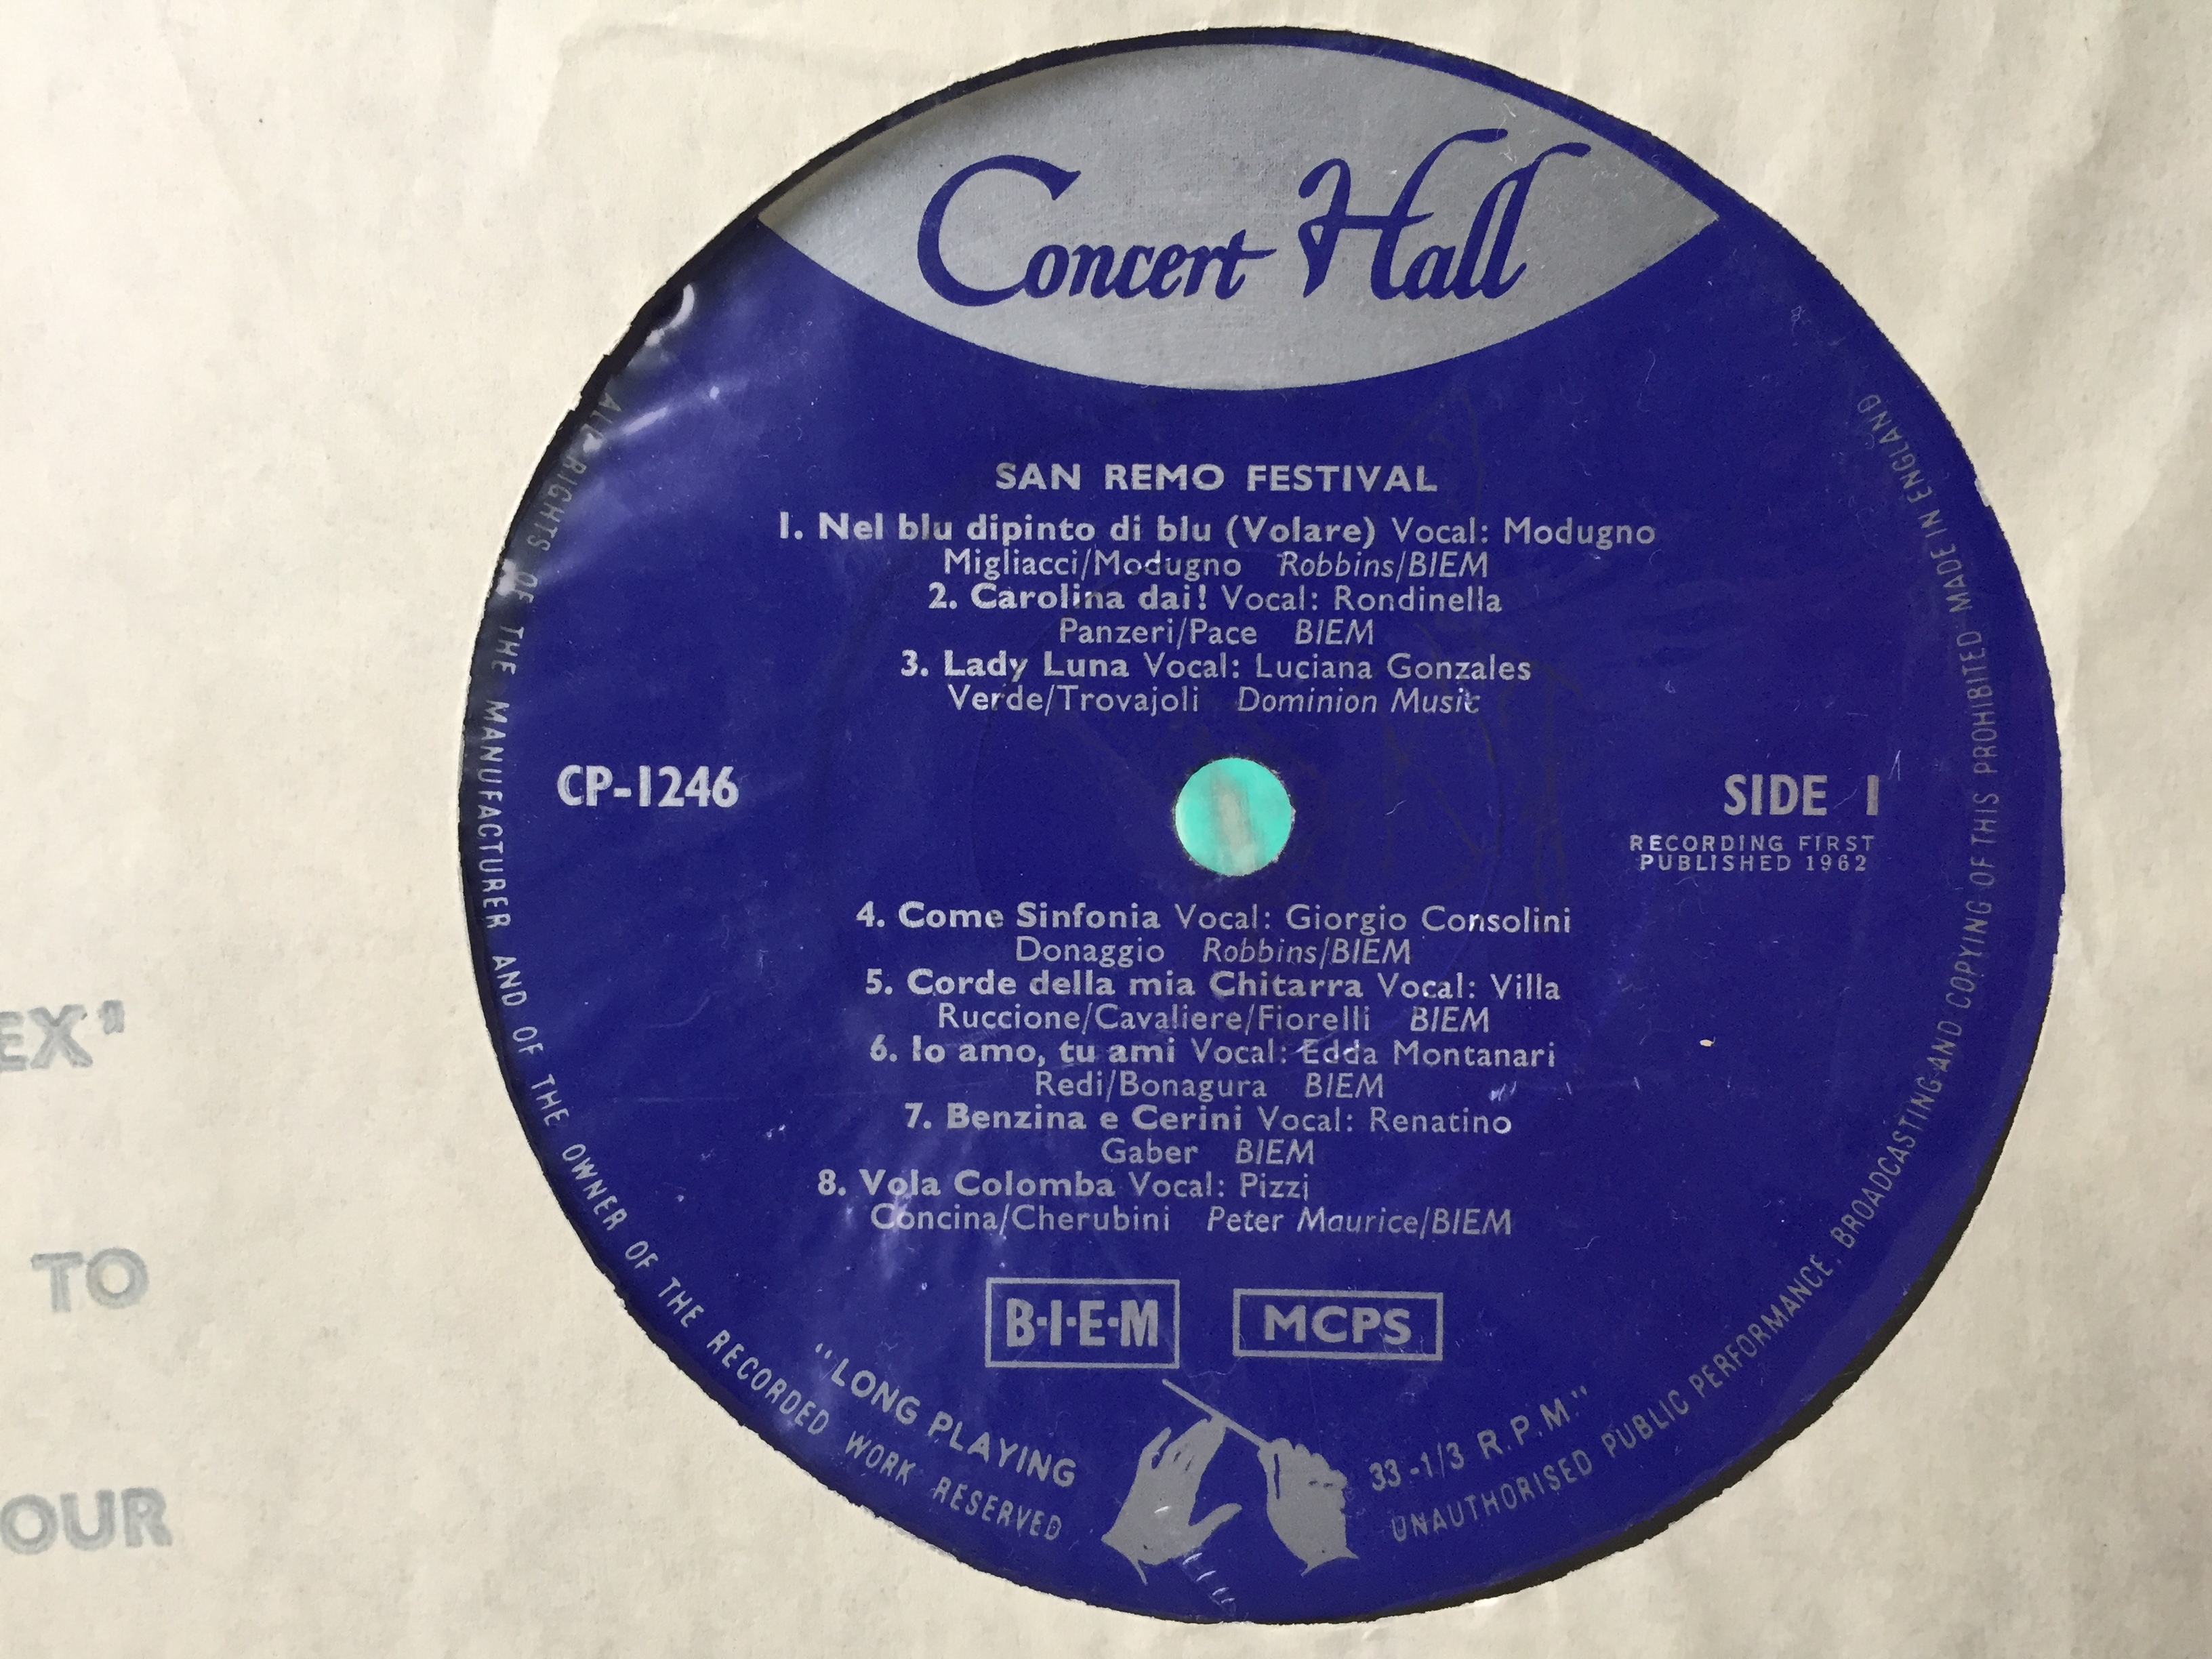 Concert Hall
SAN REMO FESTIVAL
1. Nel blu dipinto di blu (Volare) Vocal: Modugno
Migliacci/Modugno Robbins/BIEM
2. Carolina dai! Vocal: Rondinella
Panzeri/Pace BIEM
3. Lady Luna Vocal: Luciana Gonzales
Verde/Trovajoli Dominion Music
CP-1246
SIDE 1
RECORDING FIRST
PUBLISHED 1962
4. Come Sinfonia Vocal: Giorgio Consolini
Donaggio Robbins/BIEM
5. Corde della mia Chitarra Vocal: Villa
Ruccione/Cavaliere/Fiorelli BIEM
6. Io amo, tu ami Vocal: Edda Montanari
Redi/Bonagura BIEM
7. Benzina e Cerini Vocal: Renatino
Gaber BIEM
8. Vola Colomba Vocal: Pizzi
Concina/Cherubini Peter Maurice/BIEM
B·I·E·M
MCPS
"LONG PLAYING 33-1/3 R.P.M."
ALL RIGHTS OF THE MANUFACTURER AND OF THE OWNER OF THE RECORDED WORK RESERVED
UNAUTHORISED PUBLIC PERFORMANCE, BROADCASTING AND COPYING OF THIS PROHIBITED-MADE IN ENGLAND
EX"
TO
OUR